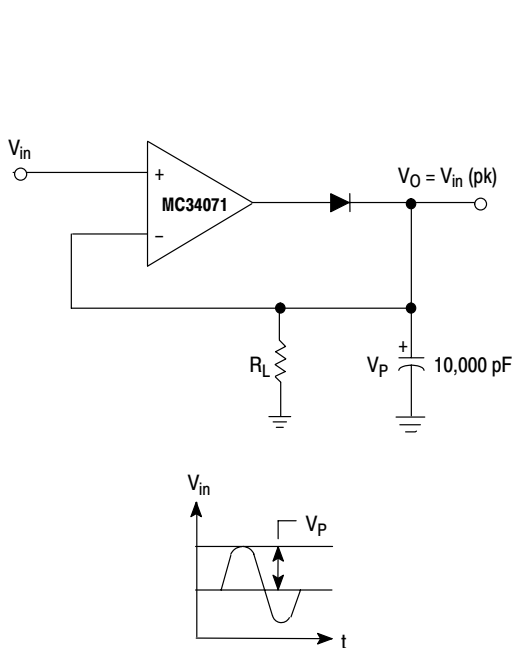 Vin
+
MC34071
−
VO = Vin (pk)
RL
+
VP
10,000 pF
Vin
VP
t